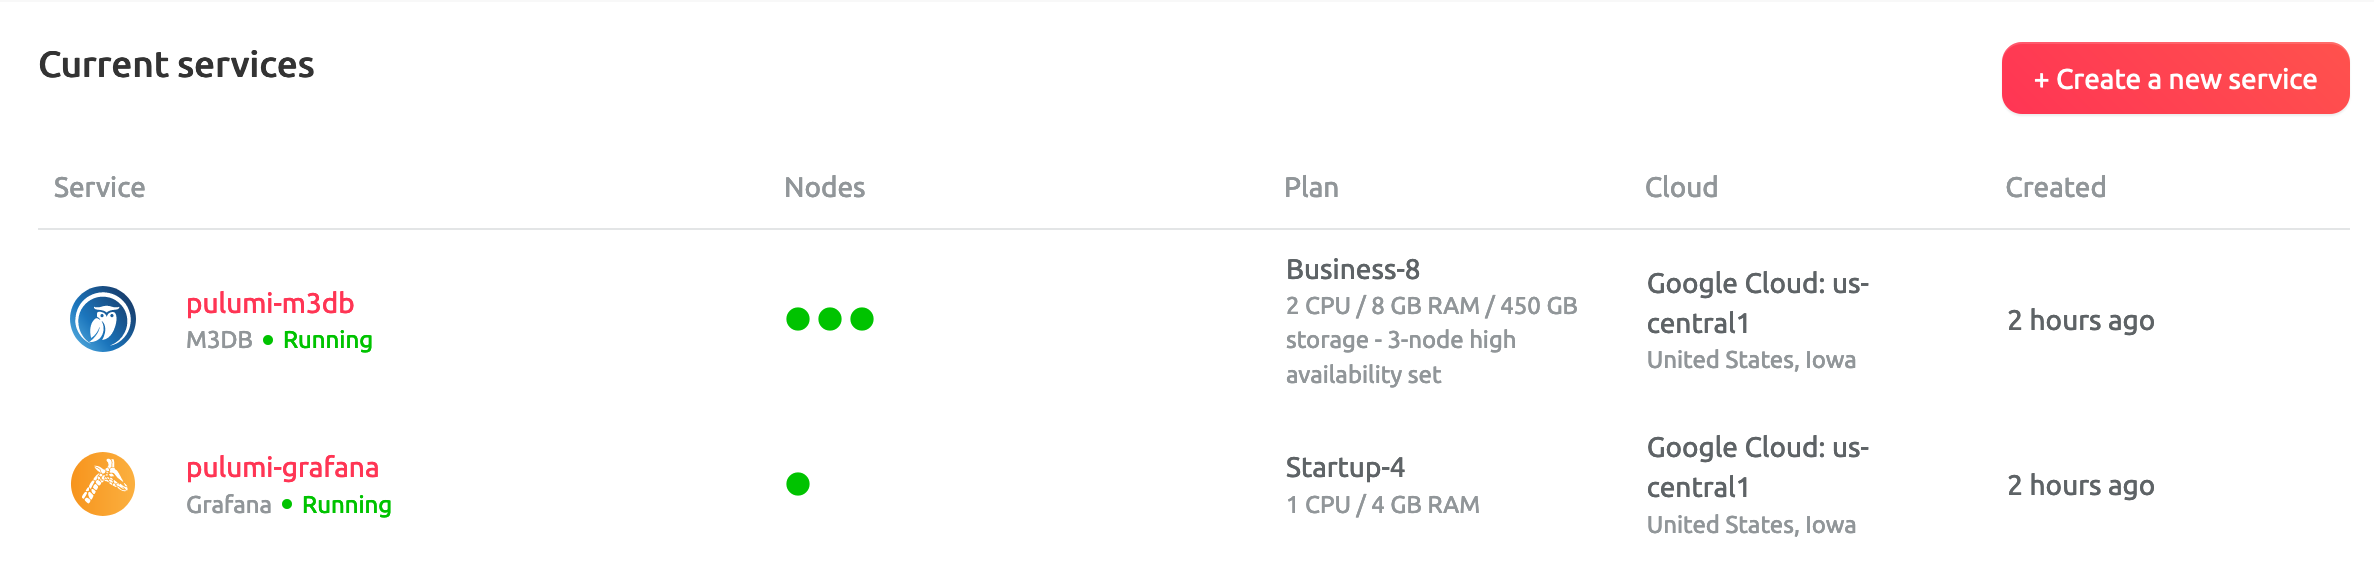 Current services
+ Create a new service
Service Nodes Plan Cloud Created
pulumi-m3db
M3DB • Running
Business-8
2 CPU / 8 GB RAM / 450 GB
storage - 3-node high
availability set
Google Cloud: us-
central1
United States, Iowa
2 hours ago
pulumi-grafana
Grafana • Running
Startup-4
1 CPU / 4 GB RAM
Google Cloud: us-
central1
United States, Iowa
2 hours ago